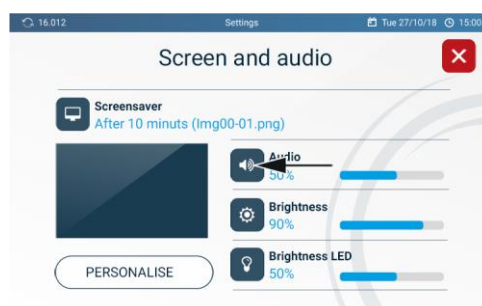 16.012 Settings Tue 27/10/18 15:00
Screen and audio
Screensaver
After 10 minuts (Img00-01.png)
Audio
50%
Brightness
90%
Brightness LED
50%
PERSONALISE